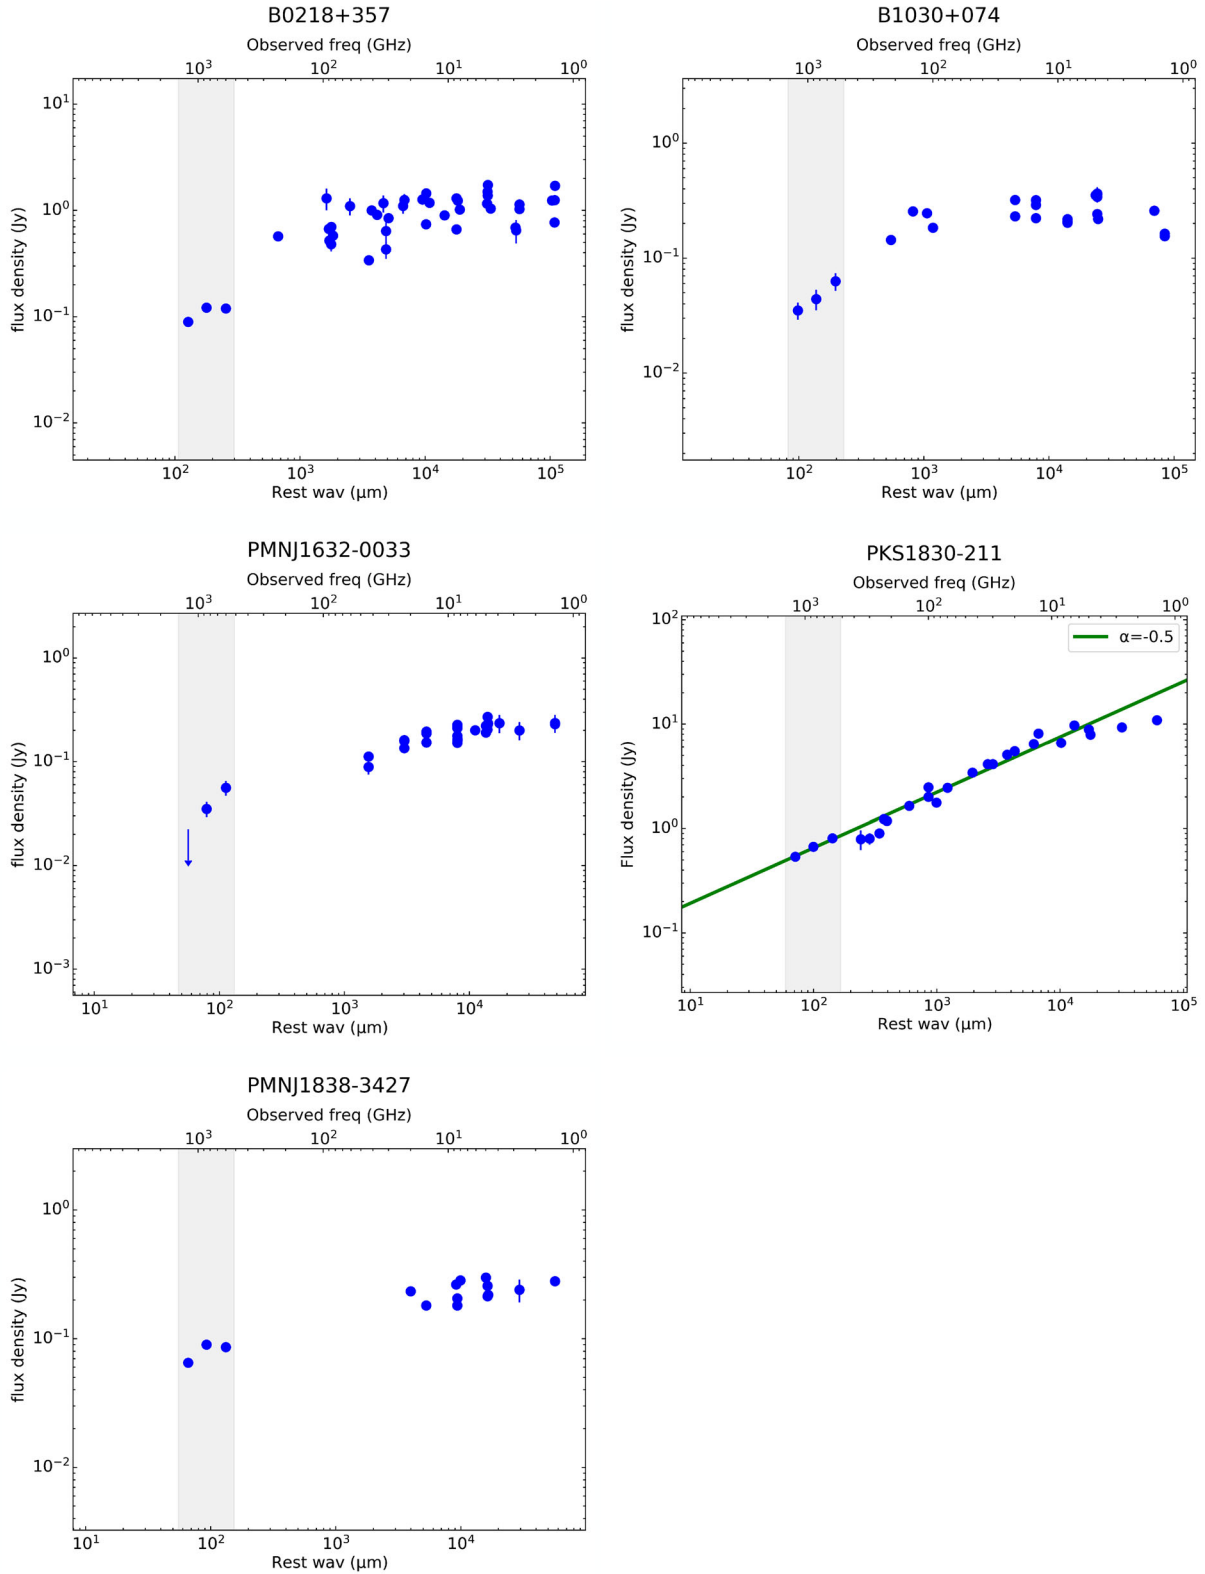 B0218+357
Observed freq (GHz)
10³ 10² 10¹ 10⁰
10¹
10⁰
10⁻¹
10⁻²
flux density (Jy)
10² 10³ 10⁴ 10⁵
Rest wav (μm)
B1030+074
Observed freq (GHz)
10³ 10² 10¹ 10⁰
10⁰
10⁻¹
10⁻²
flux density (Jy)
10² 10³ 10⁴ 10⁵
Rest wav (μm)
PMNJ1632-0033
Observed freq (GHz)
10³ 10² 10¹ 10⁰
10⁰
10⁻¹
10⁻²
10⁻³
flux density (Jy)
10¹ 10² 10³ 10⁴
Rest wav (μm)
PKS1830-211
Observed freq (GHz)
10³ 10² 10¹ 10⁰
α=-0.5
10²
10¹
10⁰
10⁻¹
Flux density (Jy)
10¹ 10² 10³ 10⁴ 10⁵
Rest wav (μm)
PMNJ1838-3427
Observed freq (GHz)
10³ 10² 10¹ 10⁰
10⁰
10⁻¹
10⁻²
flux density (Jy)
10¹ 10² 10³ 10⁴
Rest wav (μm)